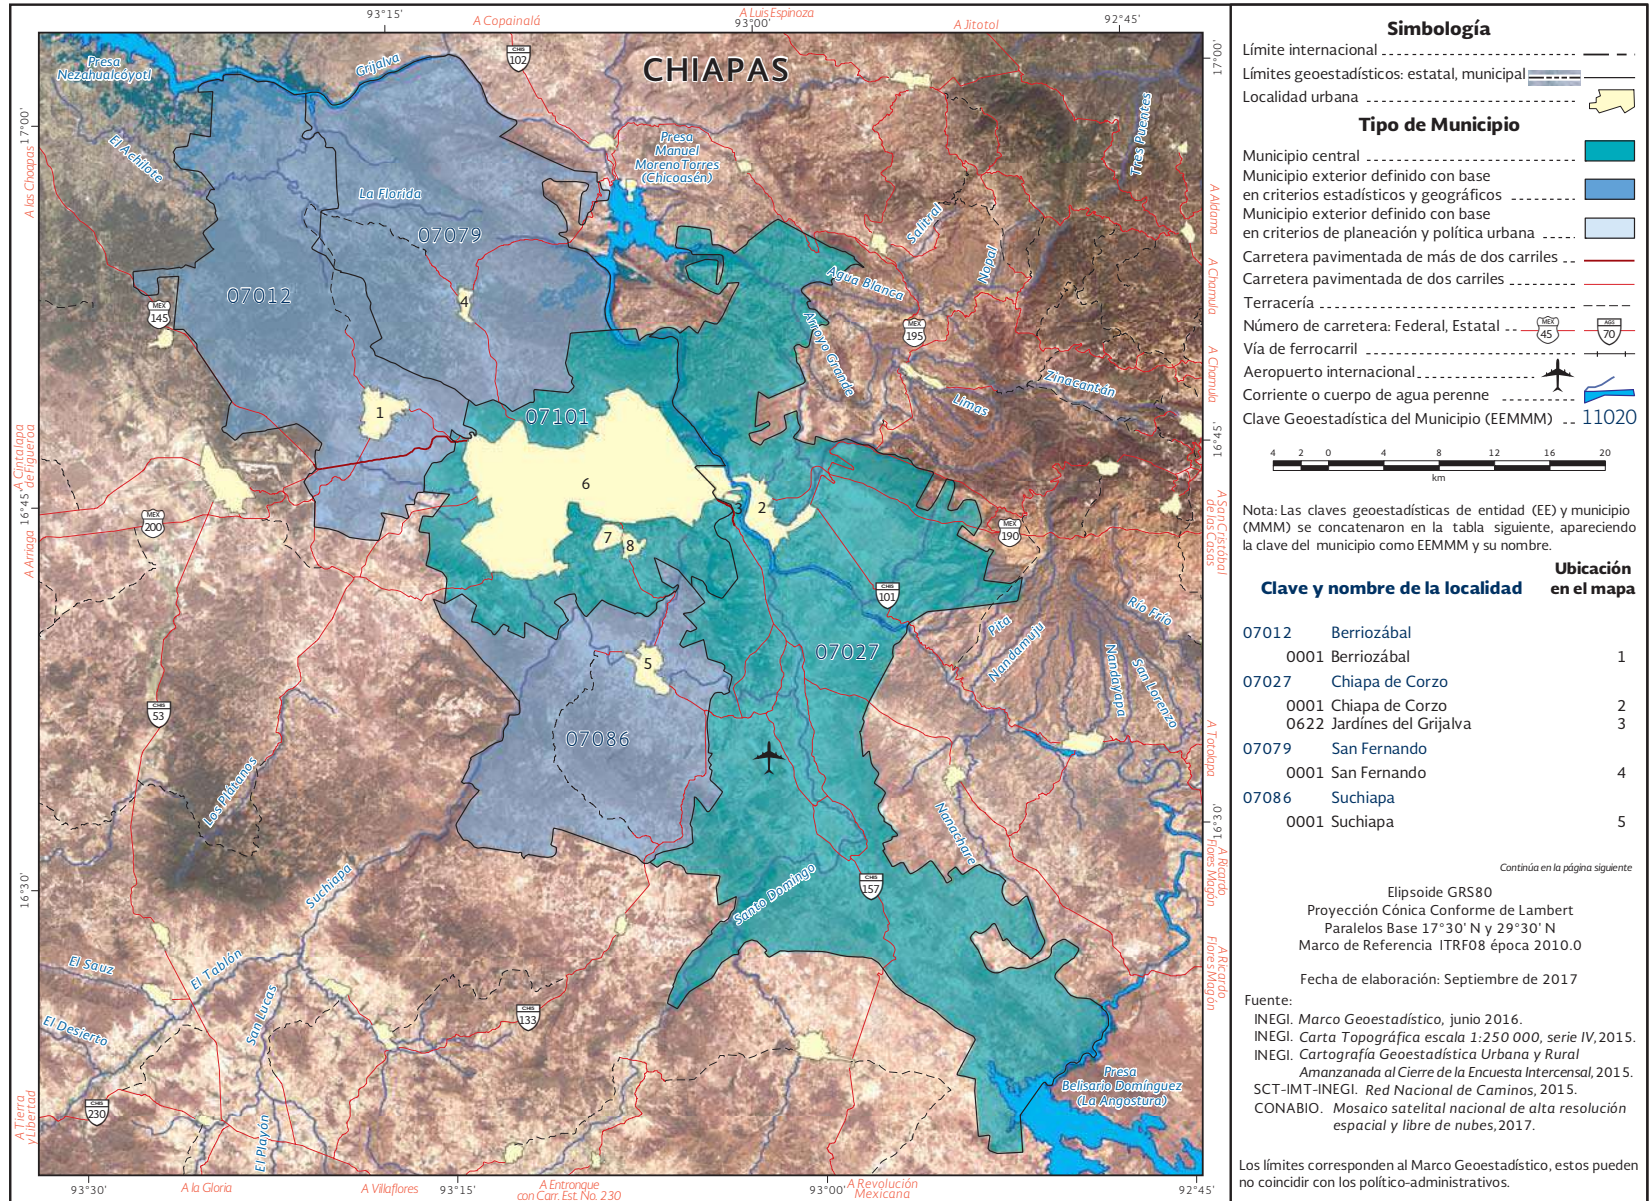 93°15'
A Copainalá
A Luis Espinoza
93°00'
A Jitotol
92°45'
CHIAPAS
Presa
Nezahualcóyotl
Grijalva
CHIS
102
17°00'
17°00'
A las Choapas
El Achilote
La Florida
Presa
Manuel
Moreno Torres
(Chicoasén)
Tres Puentes
Salitral
Nopal
A Aldama
07079
07012
4
Agua Blanca
Arroyo Grande
MEX
145
MEX
195
A Chamula
A Chamula
Zinacantán
Limas
1
07101
A Cintalapa
de Figueroa
16°45'
16°45'
6
3
2
7
8
MEX
200
MEX
190
A Arriaga
A San Cristóbal
de las Casas
CHIS
101
Río Frío
Pita
Nandamuju
Nandayapa
San Lorenzo
07027
5
CHIS
53
07086
Los Plátanos
A Totolapa
Nanachare
16°30'
A Ricardo
Flores Magón
Suchiapa
Santo Domingo
CHIS
157
16°30'
El Sauz
El Tablón
San Lucas
El Desierto
CHIS
133
A Ricardo
Flores Magón
Presa
Belisario Domínguez
(La Angostura)
CHIS
230
A Tierra
y Libertad
El Playón
93°30'
A la Gloria
A Villaflores
93°15'
A Entronque
con Carr. Est. No. 230
93°00'
A Revolución
Mexicana
92°45'
Simbología
Límite internacional
Límites geoestadísticos: estatal, municipal
Localidad urbana
Tipo de Municipio
Municipio central
Municipio exterior definido con base
en criterios estadísticos y geográficos
Municipio exterior definido con base
en criterios de planeación y política urbana
Carretera pavimentada de más de dos carriles
Carretera pavimentada de dos carriles
Terracería
Número de carretera: Federal, Estatal MEX 45 AGS 70
Vía de ferrocarril
Aeropuerto internacional
Corriente o cuerpo de agua perenne
Clave Geoestadística del Municipio (EEMMM) 11020
4 2 0 4 8 12 16 20
km
Nota: Las claves geoestadísticas de entidad (EE) y municipio
(MMM) se concatenaron en la tabla siguiente, apareciendo
la clave del municipio como EEMMM y su nombre.
Clave y nombre de la localidad
Ubicación
en el mapa
07012 Berriozábal
0001 Berriozábal 1
07027 Chiapa de Corzo
0001 Chiapa de Corzo 2
0622 Jardínes del Grijalva 3
07079 San Fernando
0001 San Fernando 4
07086 Suchiapa
0001 Suchiapa 5
Continúa en la página siguiente
Elipsoide GRS80
Proyección Cónica Conforme de Lambert
Paralelos Base 17°30' N y 29°30' N
Marco de Referencia ITRF08 época 2010.0
Fecha de elaboración: Septiembre de 2017
Fuente:
INEGI. Marco Geoestadístico, junio 2016.
INEGI. Carta Topográfica escala 1:250 000, serie IV, 2015.
INEGI. Cartografía Geoestadística Urbana y Rural
Amanzanada al Cierre de la Encuesta Intercensal, 2015.
SCT-IMT-INEGI. Red Nacional de Caminos, 2015.
CONABIO. Mosaico satelital nacional de alta resolución
espacial y libre de nubes, 2017.
Los límites corresponden al Marco Geoestadístico, estos pueden
no coincidir con los político-administrativos.